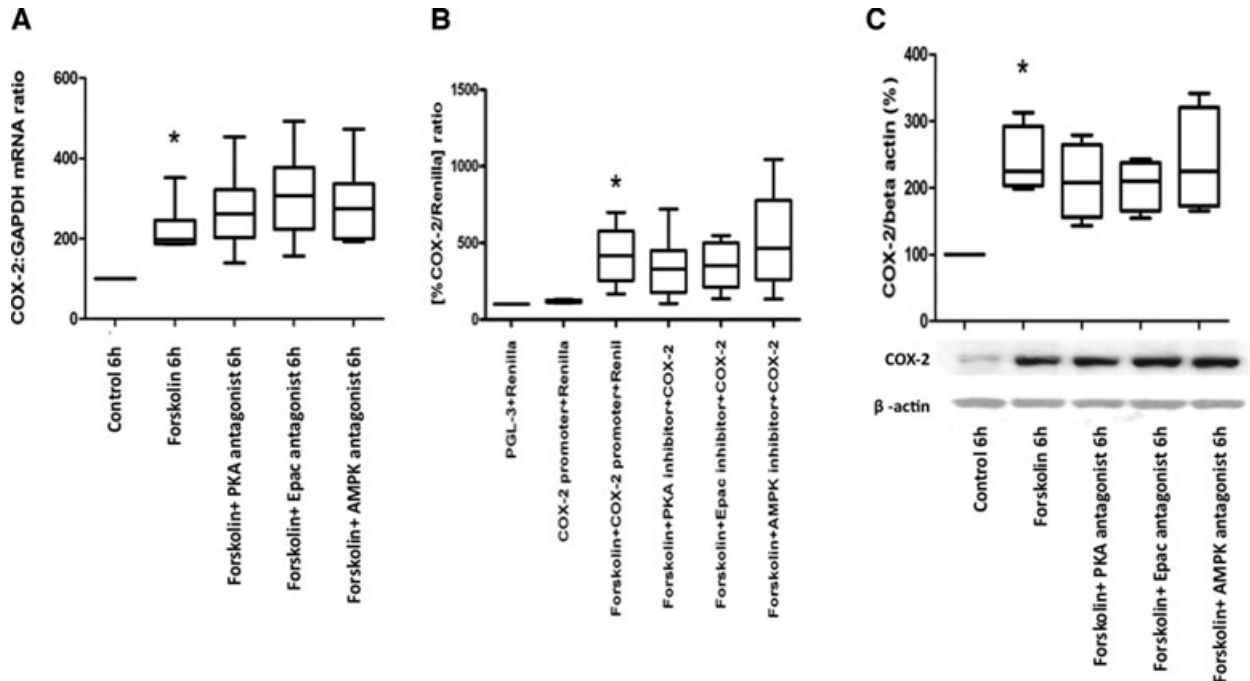 A
COX-2:GAPDH mRNA ratio
600
400
200
0
*
Control 6h
Forskolin 6h
Forskolin+ PKA antagonist 6h
Forskolin+ Epac antagonist 6h
Forskolin+ AMPK antagonist 6h
B
[%COX-2/Renilla] ratio
1500
1000
500
0
*
PGL-3+Renilla
COX-2 promoter+Renilla
Forskolin+COX-2 promoter+Renil
Forskolin+PKA inhibitor+COX-2
Forskolin+Epac inhibitor+COX-2
Forskolin+AMPK inhibitor+COX-2
C
COX-2/beta actin (%)
400
300
200
100
0
*
COX-2
β -actin
Control 6h
Forskolin 6h
Forskolin+ PKA antagonist 6h
Forskolin+ Epac antagonist 6h
Forskolin+ AMPK antagonist 6h